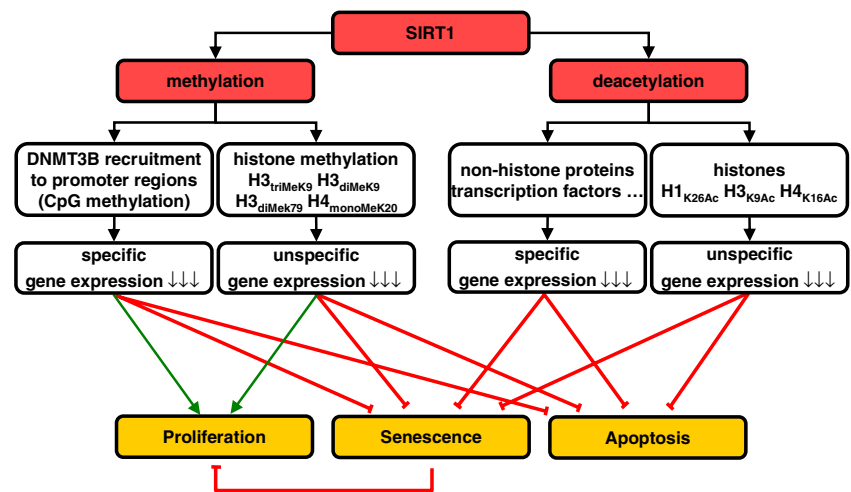 SIRT1
methylation
deacetylation
DNMT3B recruitment
to promoter regions
(CpG methylation)
histone methylation
H3triMeK9 H3diMeK9
H3diMek79 H4monoMeK20
non-histone proteins
transcription factors ...
histones
H1K26Ac H3K9Ac H4K16Ac
specific
gene expression ↓↓↓
unspecific
gene expression ↓↓↓
specific
gene expression ↓↓↓
unspecific
gene expression ↓↓↓
Proliferation
Senescence
Apoptosis